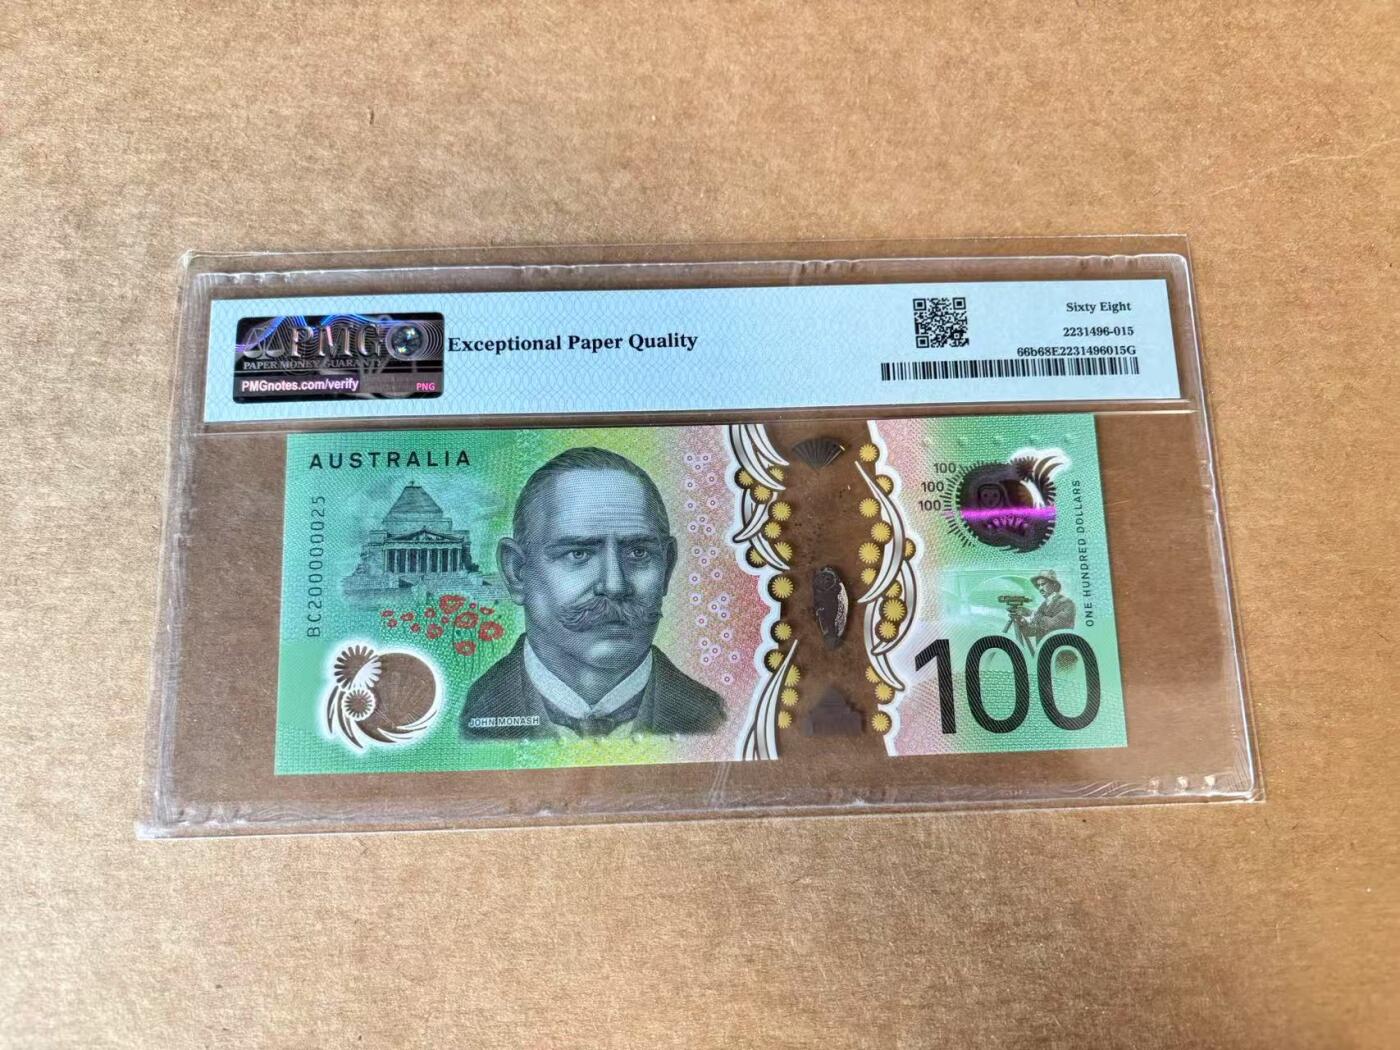 PMG
PAPER MONEY GUARANTY
PMGnotes.com/verify
PNG
Exceptional Paper Quality
Sixty Eight
2231496-015
66b68E2231496015G
AUSTRALIA
BC200000025
JOHN MONASH
100
100
100
ONE HUNDRED DOLLARS
100